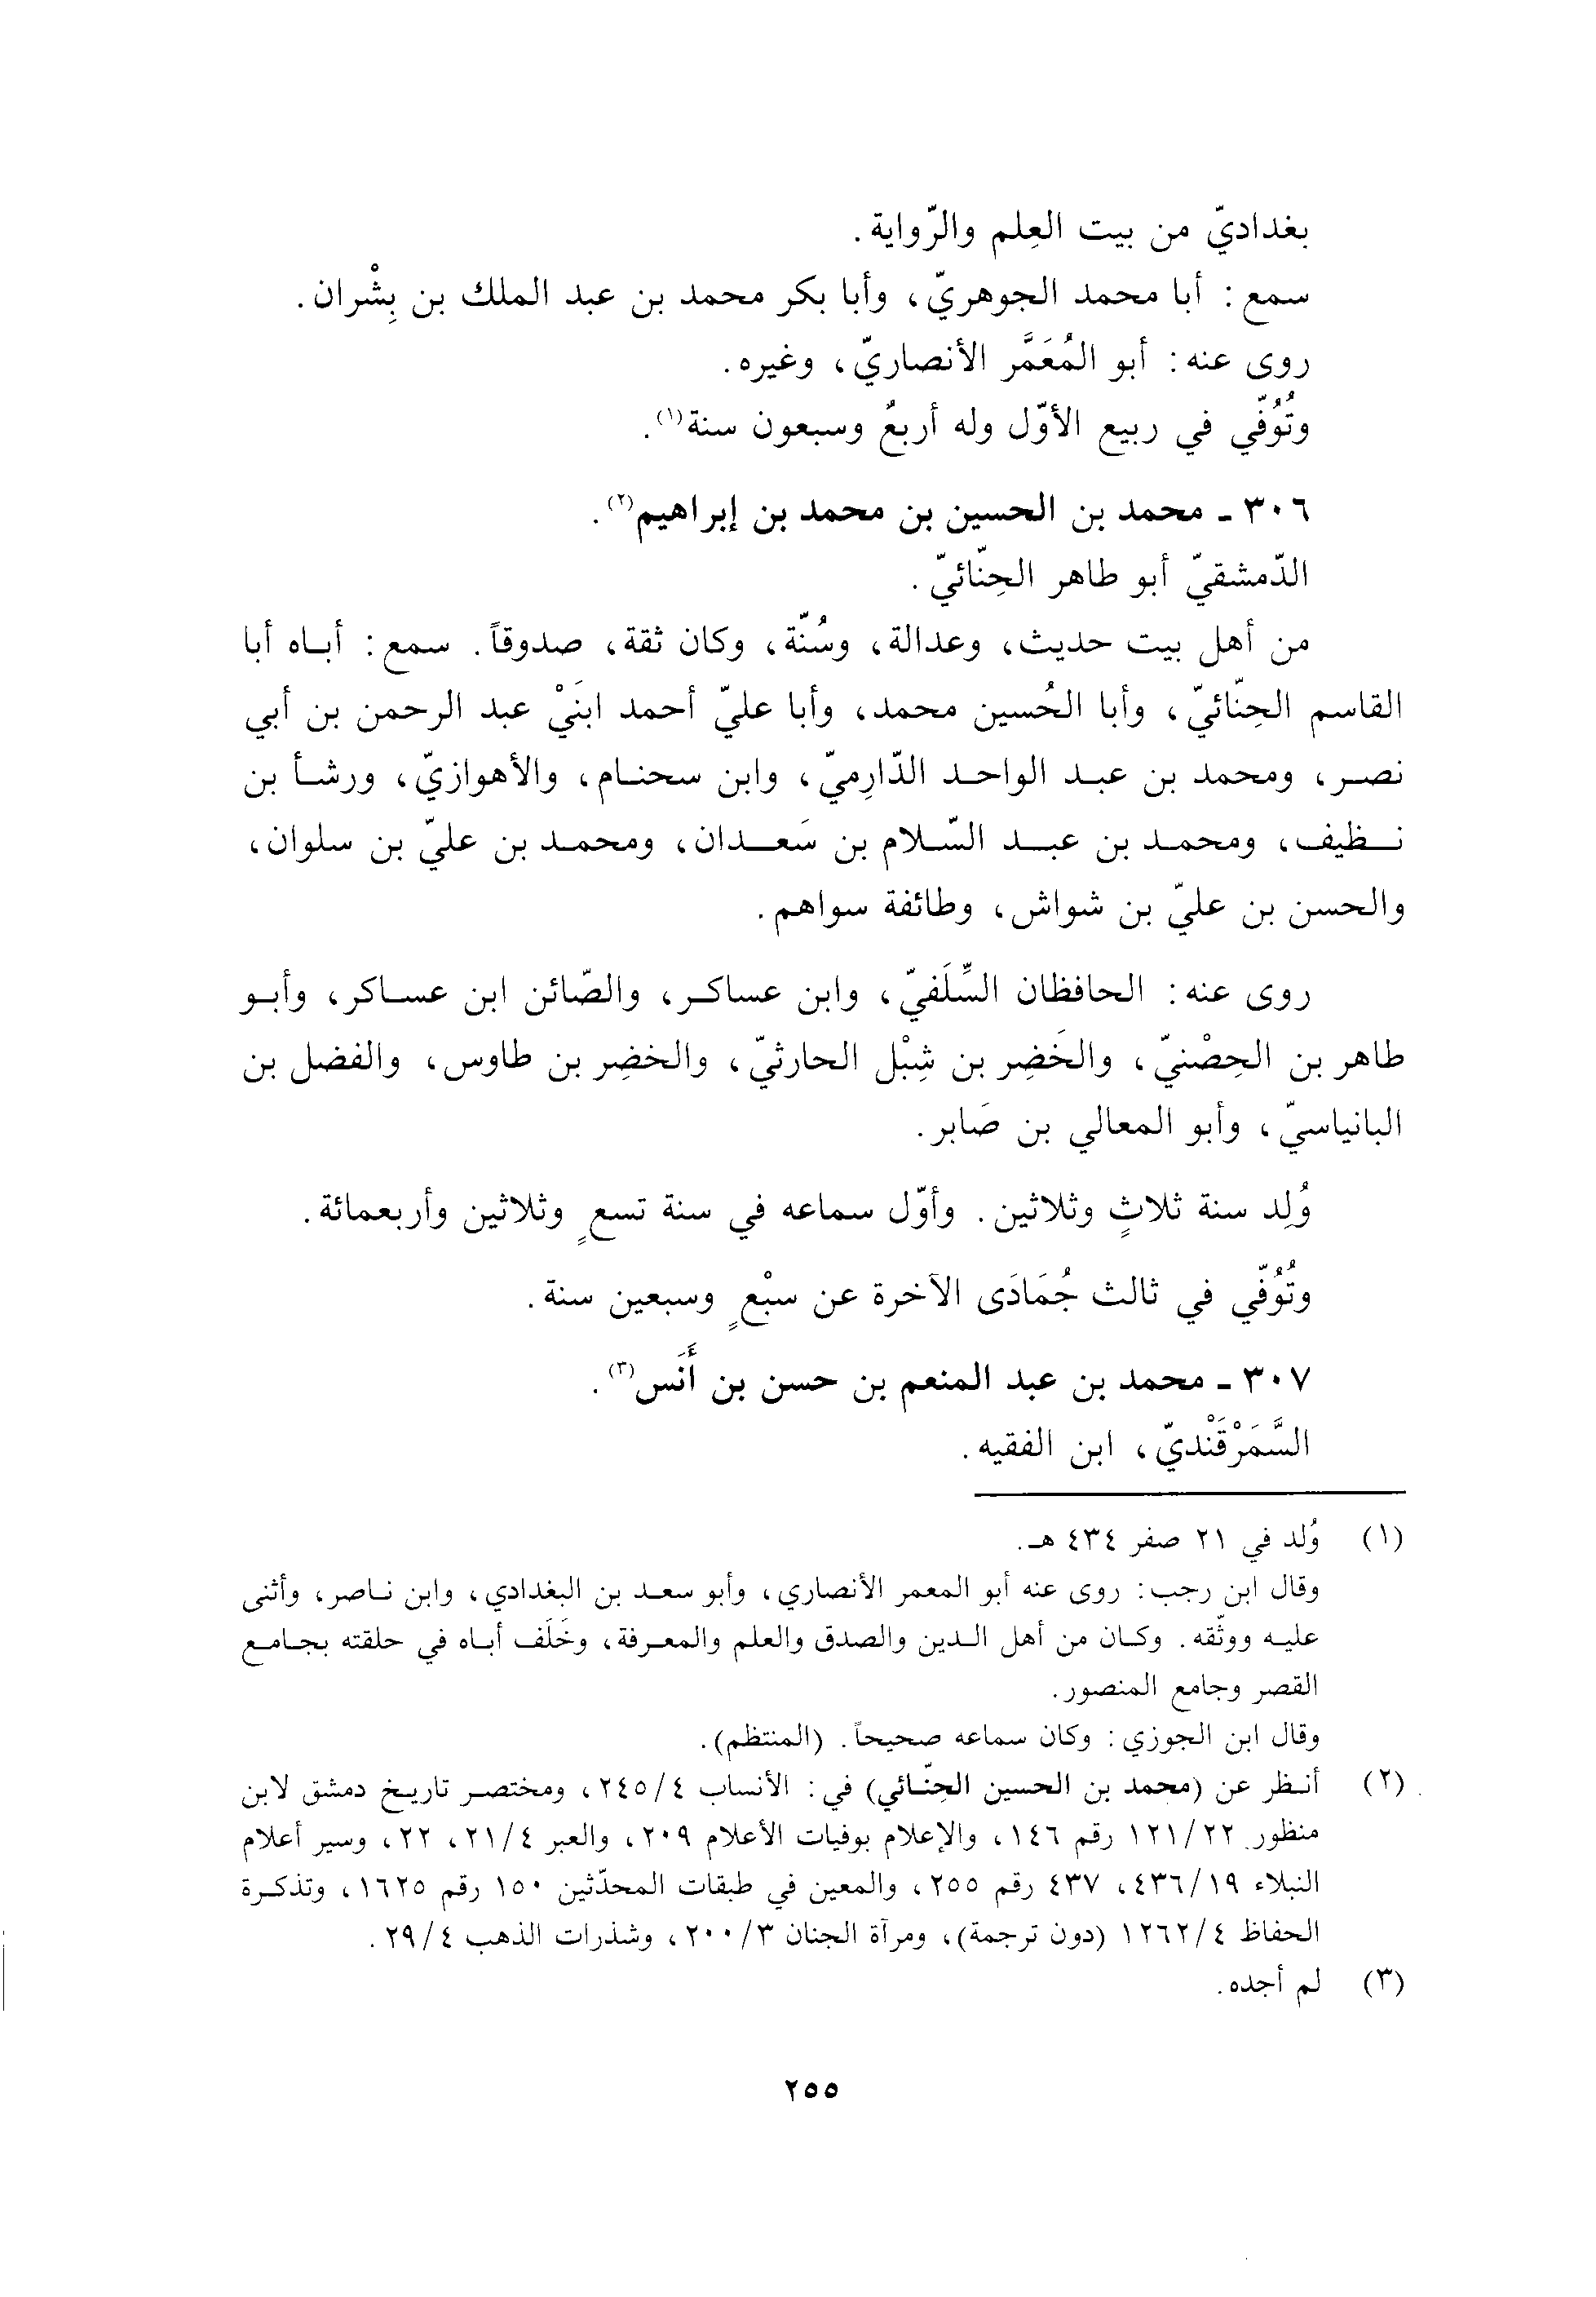 بغداديّ من بيت العِلم والرّواية.
سمع: أبا محمد الجوهريّ، وأبا بكر محمد بن عبد الملك بن بِشْران.
روى عنه: أبو المُعَمَّر الأنصاريّ، وغيره.
وتُوُفّي في ربيع الأوّل وله أربعٌ وسبعون سنة(١).
٣٠٦ ـ محمد بن الحسين بن محمد بن إبراهيم(٢).
الدّمشقيّ أبو طاهر الحِنّائيّ.
من أهل بيت حديث، وعدالة، وسُنّة، وكان ثقة، صدوقاً. سمع: أباه أبا
القاسم الحِنّائيّ، وأبا الحُسين محمد، وأبا عليّ أحمد ابنَيْ عبد الرحمن بن أبي
نصر، ومحمد بن عبد الواحد الدّارِميّ، وابن سحنام، والأهوازيّ، ورشأ بن
نظيف، ومحمد بن عبد السّلام بن سَعدان، ومحمد بن عليّ بن سلوان،
والحسن بن عليّ بن شواش، وطائفة سواهم.
روى عنه: الحافظان السِّلَفيّ، وابن عساكر، والصّائن ابن عساكر، وأبو
طاهر بن الحِصْنيّ، والخَضِر بن شِبْل الحارثيّ، والخضِر بن طاوس، والفضل بن
البانياسيّ، وأبو المعالي بن صَابر.
وُلِد سنة ثلاثٍ وثلاثين. وأوّل سماعه في سنة تسعٍ وثلاثين وأربعمائة.
وتُوُفّي في ثالث جُمَادَى الآخرة عن سبْعٍ وسبعين سنة.
٣٠٧ ـ محمد بن عبد المنعم بن حسن بن أَنَس(٣).
السَّمَرْقَنْديّ، ابن الفقيه.
(١) وُلد في ٢١ صفر ٤٣٤ هـ.
وقال ابن رجب: روى عنه أبو المعمر الأنصاري، وأبو سعد بن البغدادي، وابن ناصر، وأثنى
عليه ووثّقه. وكان من أهل الدين والصدق والعلم والمعرفة، وخَلَف أباه في حلقته بجامع
القصر وجامع المنصور.
وقال ابن الجوزي: وكان سماعه صحيحاً. (المنتظم).
(٢) أنظر عن (محمد بن الحسين الحِنّائي) في: الأنساب ٤/٢٤٥، ومختصر تاريخ دمشق لابن
منظور ٢٢/١٢١ رقم ١٤٦، والإعلام بوفيات الأعلام ٢٠٩، والعبر ٤/٢١، ٢٢، وسير أعلام
النبلاء ١٩/٤٣٦، ٤٣٧ رقم ٢٥٥، والمعين في طبقات المحدّثين ١٥٠ رقم ١٦٢٥، وتذكرة
الحفاظ ٤/١٢٦٢ (دون ترجمة)، ومرآة الجنان ٣/٢٠٠، وشذرات الذهب ٤/٢٩.
(٣) لم أجده.
٢٥٥